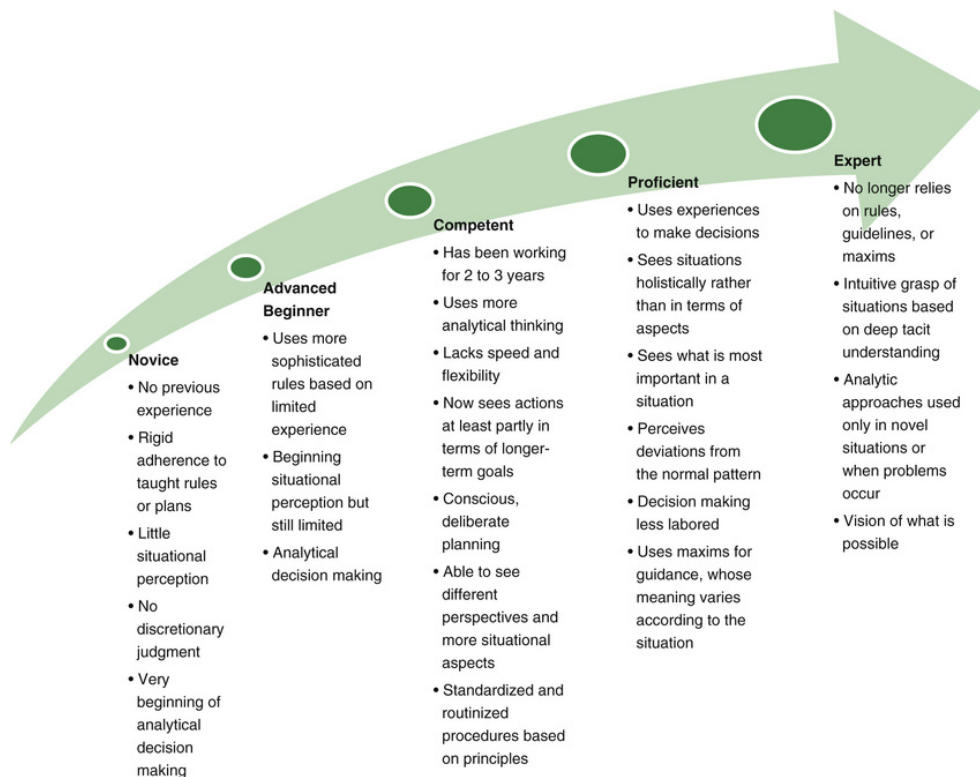 Novice
• No previous
experience
• Rigid
adherence to
taught rules
or plans
• Little
situational
perception
• No
discretionary
judgment
• Very
beginning of
analytical
decision
making
Advanced
Beginner
• Uses more
sophisticated
rules based on
limited
experience
• Beginning
situational
perception but
still limited
• Analytical
decision making
Competent
• Has been working
for 2 to 3 years
• Uses more
analytical thinking
• Lacks speed and
flexibility
• Now sees actions
at least partly in
terms of longer-
term goals
• Conscious,
deliberate
planning
• Able to see
different
perspectives and
more situational
aspects
• Standardized and
routinized
procedures based
on principles
Proficient
• Uses experiences
to make decisions
• Sees situations
holistically rather
than in terms of
aspects
• Sees what is most
important in a
situation
• Perceives
deviations from
the normal pattern
• Decision making
less labored
• Uses maxims for
guidance, whose
meaning varies
according to the
situation
Expert
• No longer relies
on rules,
guidelines, or
maxims
• Intuitive grasp of
situations based
on deep tacit
understanding
• Analytic
approaches used
only in novel
situations or
when problems
occur
• Vision of what is
possible